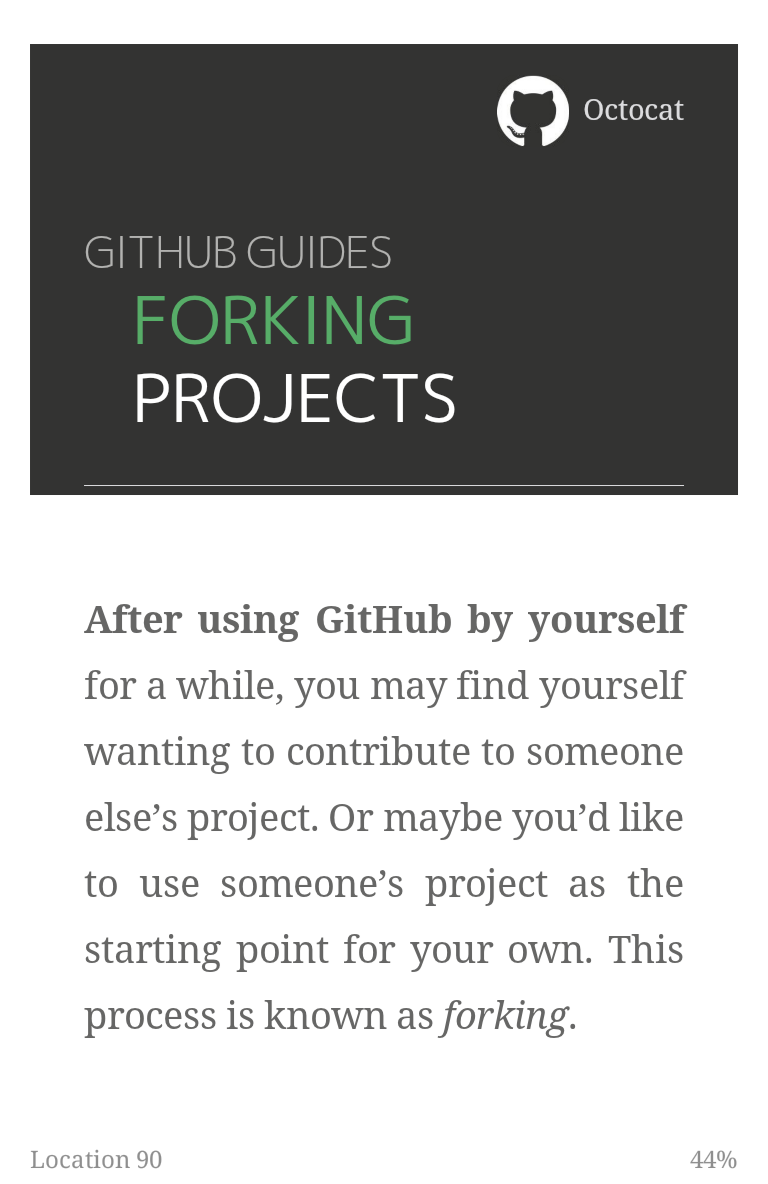 Octocat
GITHUB GUIDES
FORKING
PROJECTS
After using GitHub by yourself
for a while, you may find yourself
wanting to contribute to someone
else’s project. Or maybe you’d like
to use someone’s project as the
starting point for your own. This
process is known as forking.
Location 90
44%